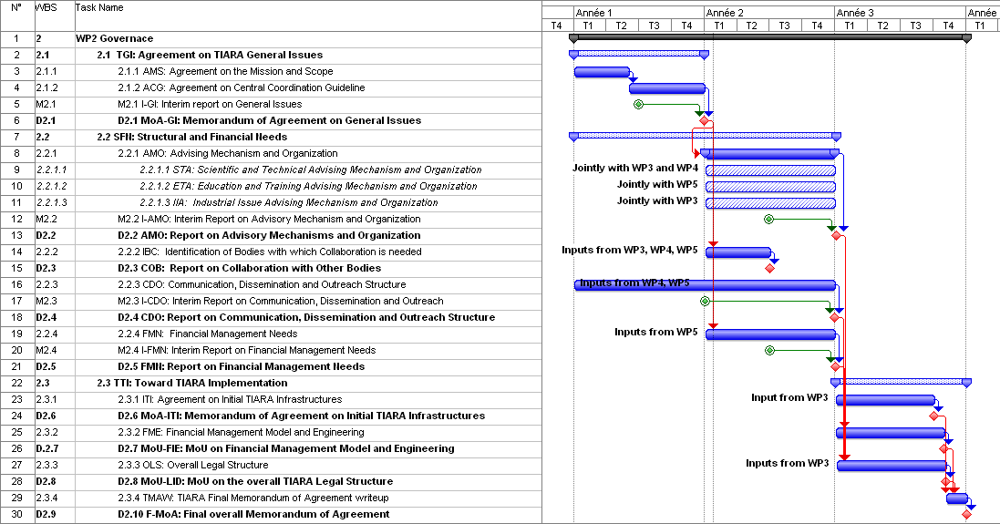 N° WBS Task Name Année 1 Année 2 Année 3 Année
T4 T1 T2 T3 T4 T1 T2 T3 T4 T1 T2 T3 T4 T1
1 2 WP2 Governace
2 2.1 2.1 TGI: Agreement on TIARA General Issues
3 2.1.1 2.1.1 AMS: Agreement on the Mission and Scope
4 2.1.2 2.1.2 ACG: Agreement on Central Coordination Guideline
5 M2.1 M2.1 I-GI: Interim report on General Issues
6 D2.1 D2.1 MoA-GI: Memorandum of Agreement on General Issues
7 2.2 2.2 SFN: Structural and Financial Needs
8 2.2.1 2.2.1 AMO: Advising Mechanism and Organization
9 2.2.1.1 2.2.1.1 STA: Scientific and Technical Advising Mechanism and Organization Jointly with WP3 and WP4
10 2.2.1.2 2.2.1.2 ETA: Education and Training Advising Mechanism and Organization Jointly with WP5
11 2.2.1.3 2.2.1.3 IIA: Industrial Issue Advising Mechanism and Organization Jointly with WP3
12 M2.2 M2.2 I-AMO: Interim Report on Advisory Mechanism and Organization
13 D2.2 D2.2 AMO: Report on Advisory Mechanisms and Organization
14 2.2.2 2.2.2 IBC: Identification of Bodies with which Collaboration is needed Inputs from WP3, WP4, WP5
15 D2.3 D2.3 COB: Report on Collaboration with Other Bodies
16 2.2.3 2.2.3 CDO: Communication, Dissemination and Outreach Structure Inputs from WP4, WP5
17 M2.3 M2.3 I-CDO: Interim Report on Communication, Dissemination and Outreach
18 D2.4 D2.4 CDO: Report on Communication, Dissemination and Outreach Structure
19 2.2.4 2.2.4 FMN: Financial Management Needs Inputs from WP5
20 M2.4 M2.4 I-FMN: Interim Report on Financial Management Needs
21 D2.5 D2.5 FMN: Report on Financial Management Needs
22 2.3 2.3 TTI: Toward TIARA Implementation
23 2.3.1 2.3.1 ITI: Agreement on Initial TIARA Infrastructures Input from WP3
24 D2.6 D2.6 MoA-ITI: Memorandum of Agreement on Initial TIARA Infrastructures
25 2.3.2 2.3.2 FME: Financial Management Model and Engineering
26 D.2.7 D2.7 MoU-FIE: MoU on Financial Management Model and Engineering
27 2.3.3 2.3.3 OLS: Overall Legal Structure Inputs from WP3
28 D2.8 D2.8 MoU-LID: MoU on the overall TIARA Legal Structure
29 2.3.4 2.3.4 TMAW: TIARA Final Memorandum of Agreement writeup
30 D2.9 D2.10 F-MoA: Final overall Memorandum of Agreement